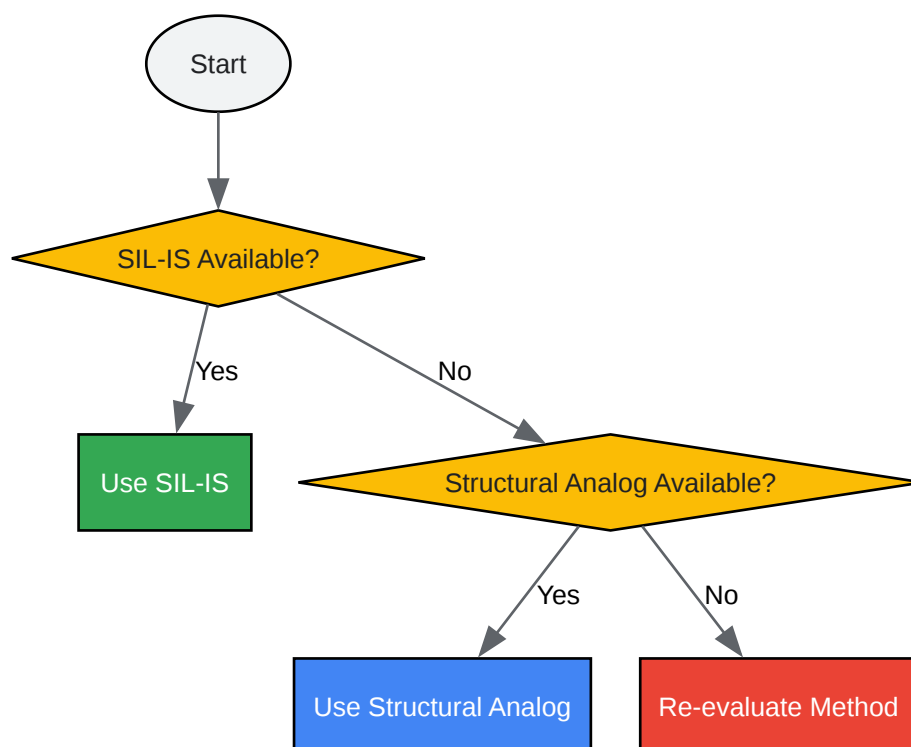 Start
SIL-IS Available?
Yes
No
Use SIL-IS
Structural Analog Available?
Yes
No
Use Structural Analog
Re-evaluate Method